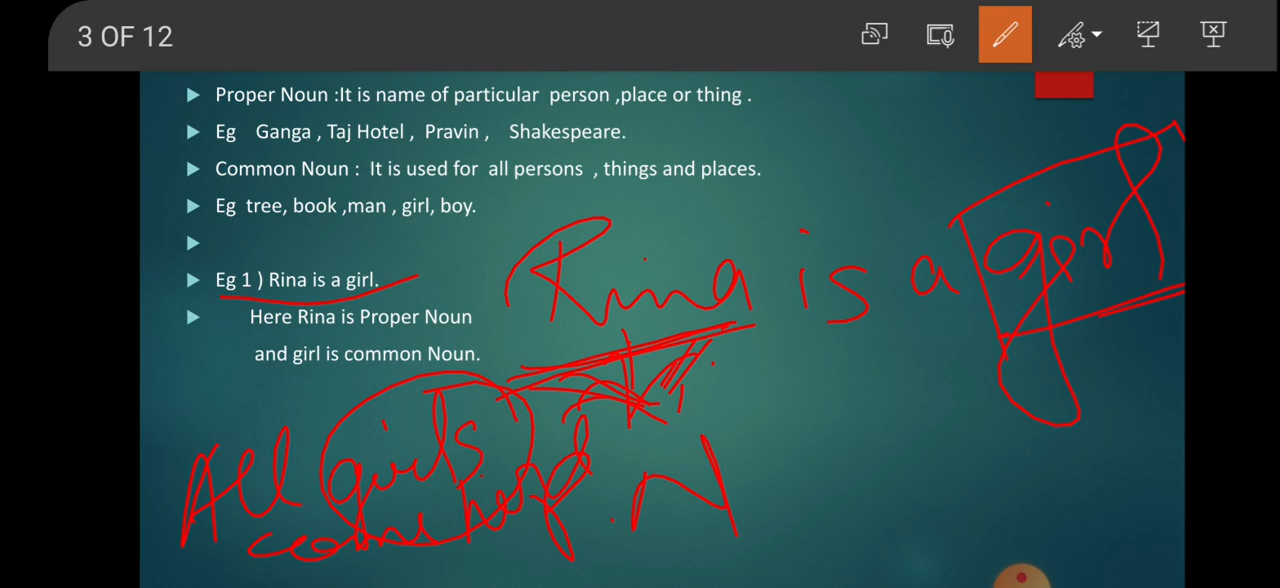 3 OF 12
Proper Noun :It is name of particular person ,place or thing .
Eg Ganga , Taj Hotel , Pravin , Shakespeare.
Common Noun : It is used for all persons , things and places.
Eg tree, book ,man , girl, boy.
Eg 1 ) Rina is a girl.
Here Rina is Proper Noun
and girl is common Noun.
Rina is a girl
All girls
come here
N